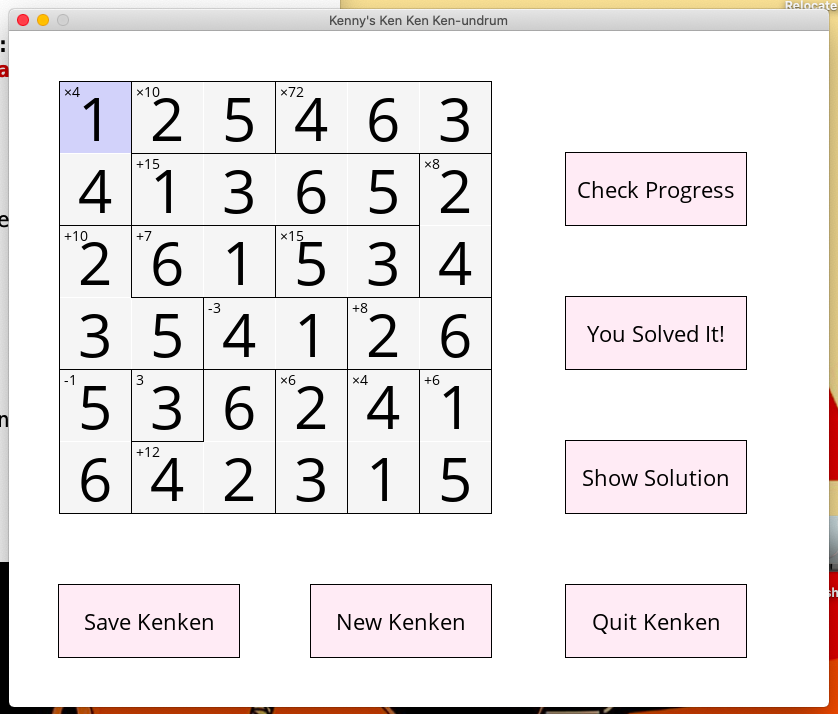 Relocate
Kenny's Ken Ken Ken-undrum
×4 ×10 ×72
1 2 5 4 6 3
+15 ×8
4 1 3 6 5 2
+10 +7 ×15
2 6 1 5 3 4
-3 +8
3 5 4 1 2 6
-1 3 ×6 ×4 +6
5 3 6 2 4 1
+12
6 4 2 3 1 5
Check Progress
You Solved It!
Show Solution
Save Kenken
New Kenken
Quit Kenken